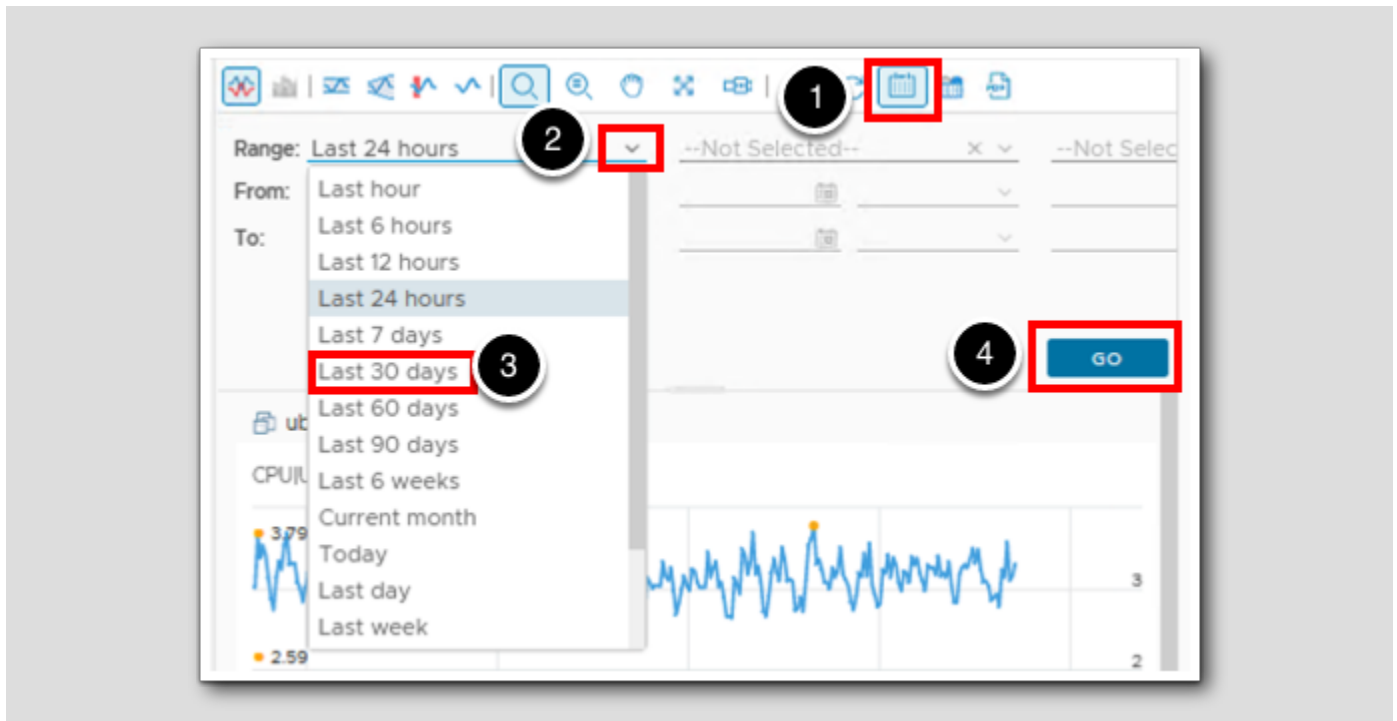 1
2
Range: Last 24 hours --Not Selected-- --Not Selec
From: Last hour
Last 6 hours
To:
Last 12 hours
Last 24 hours
Last 7 days
Last 30 days 3
4 GO
Last 60 days
ub
Last 90 days
CPU|U
Last 6 weeks
Current month
3.79
Today
Last day
3
Last week
2.59
2